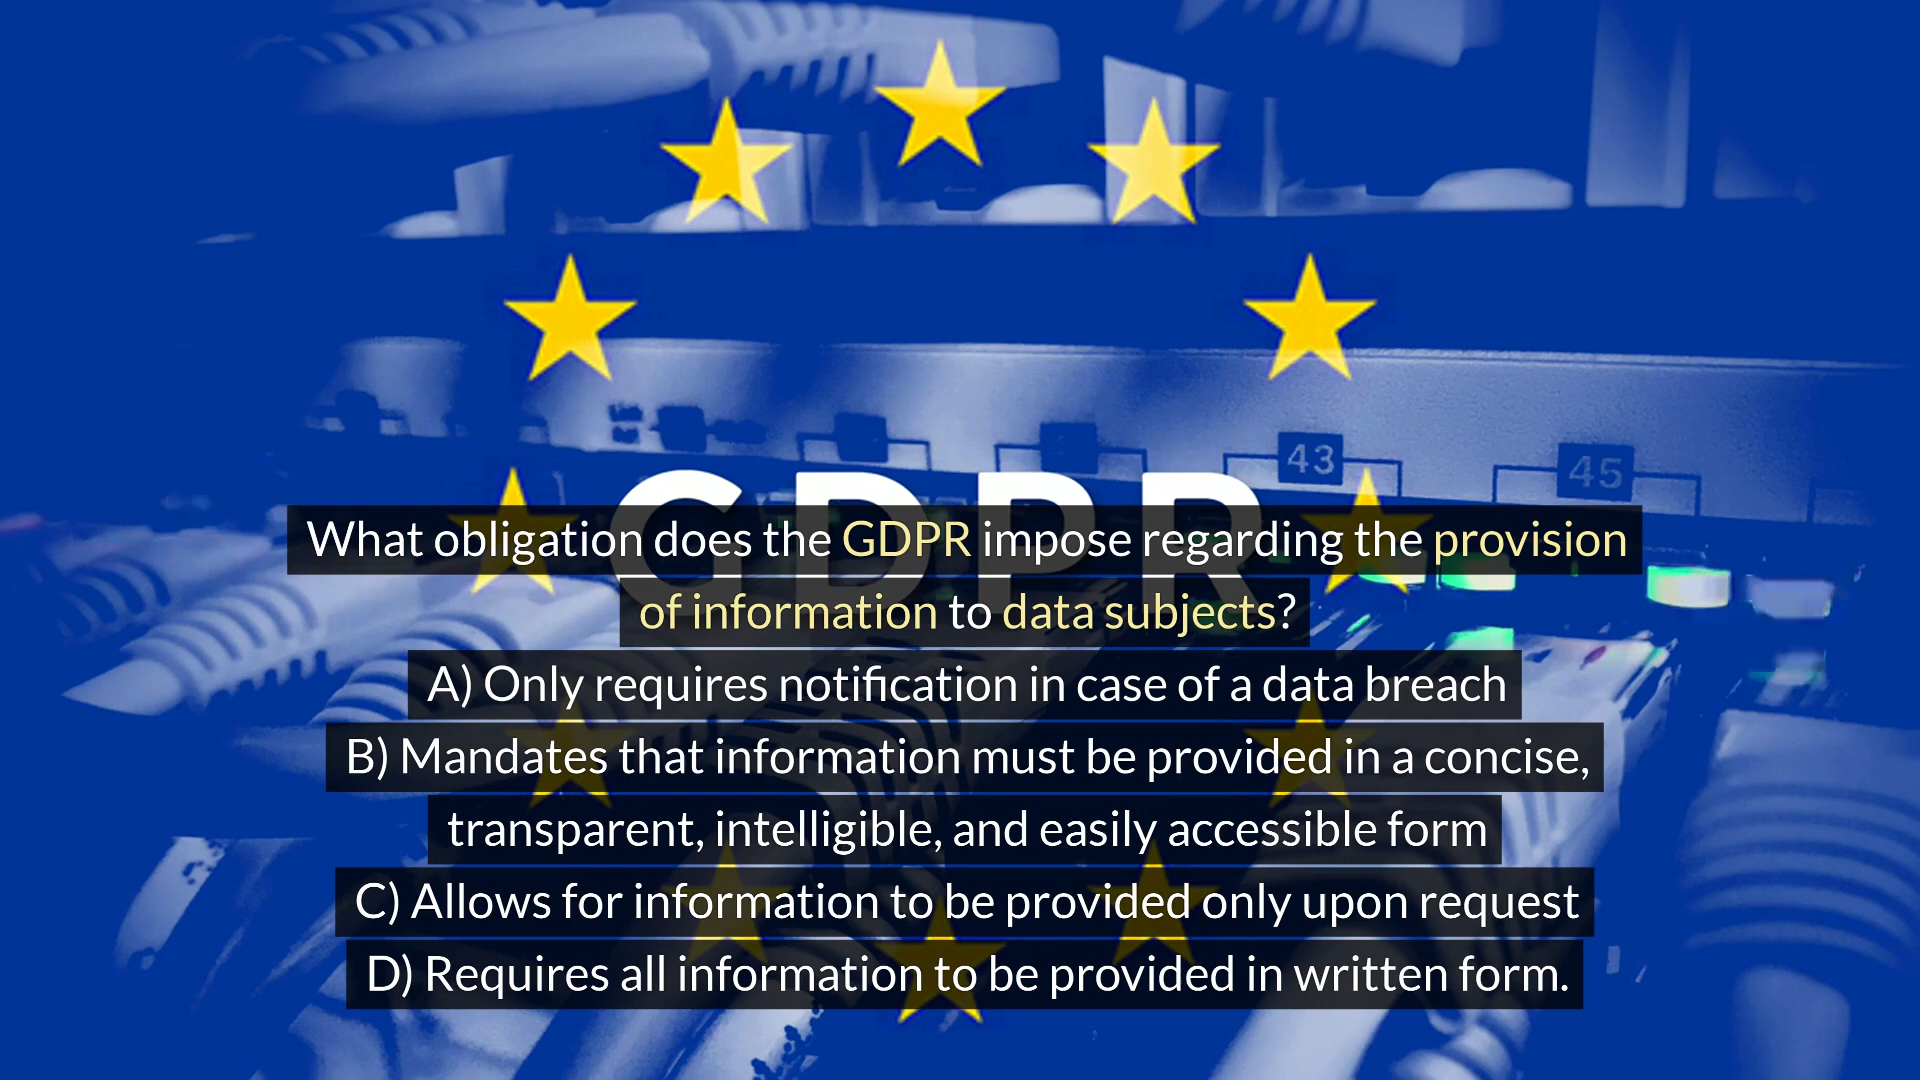 43
45
GDPR
What obligation does the GDPR impose regarding the provision
of information to data subjects?
A) Only requires notification in case of a data breach
B) Mandates that information must be provided in a concise,
transparent, intelligible, and easily accessible form
C) Allows for information to be provided only upon request
D) Requires all information to be provided in written form.